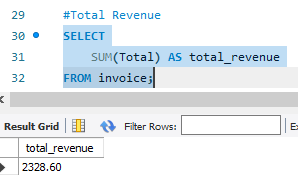 29 #Total Revenue
30 SELECT
31 SUM(Total) AS total_revenue
32 FROM invoice;
Result Grid Filter Rows:
total_revenue
2328.60